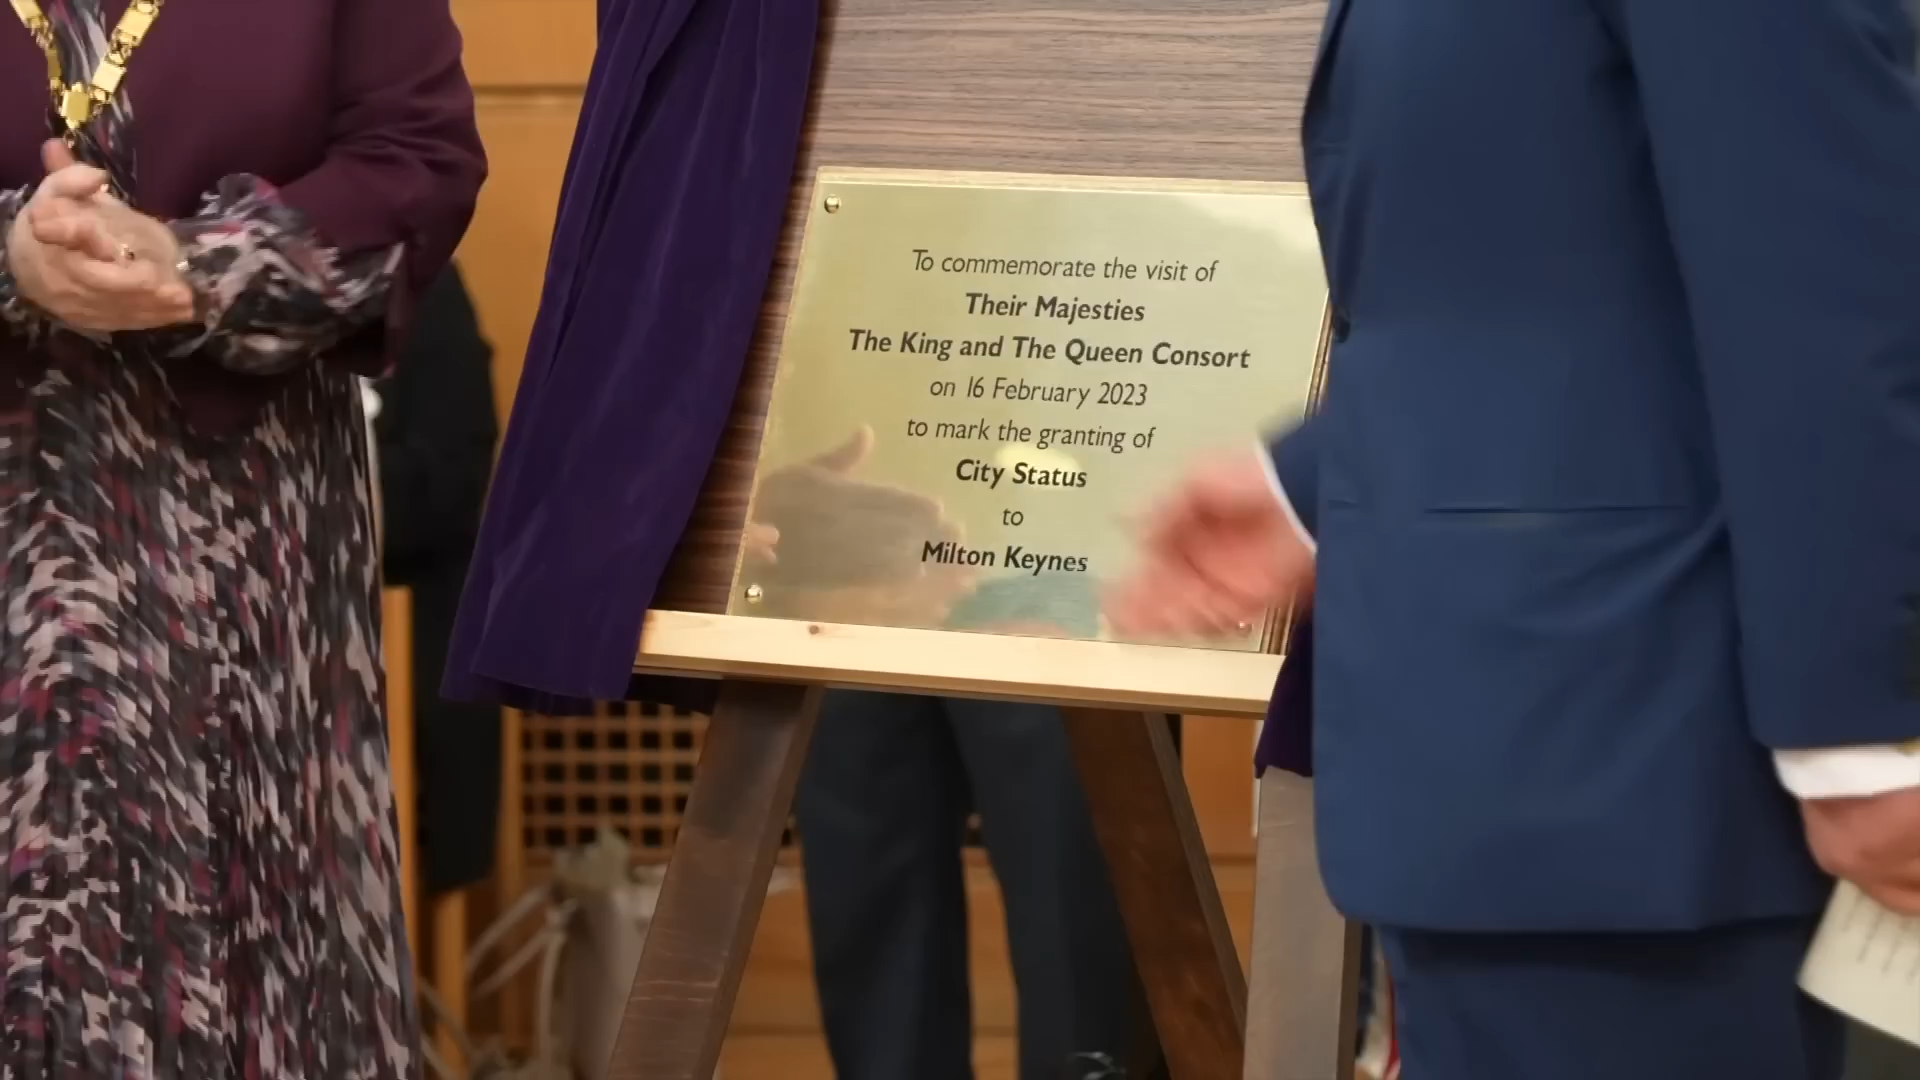 To commemorate the visit of
Their Majesties
The King and The Queen Consort
on 16 February 2023
to mark the granting of
City Status
to
Milton Keynes